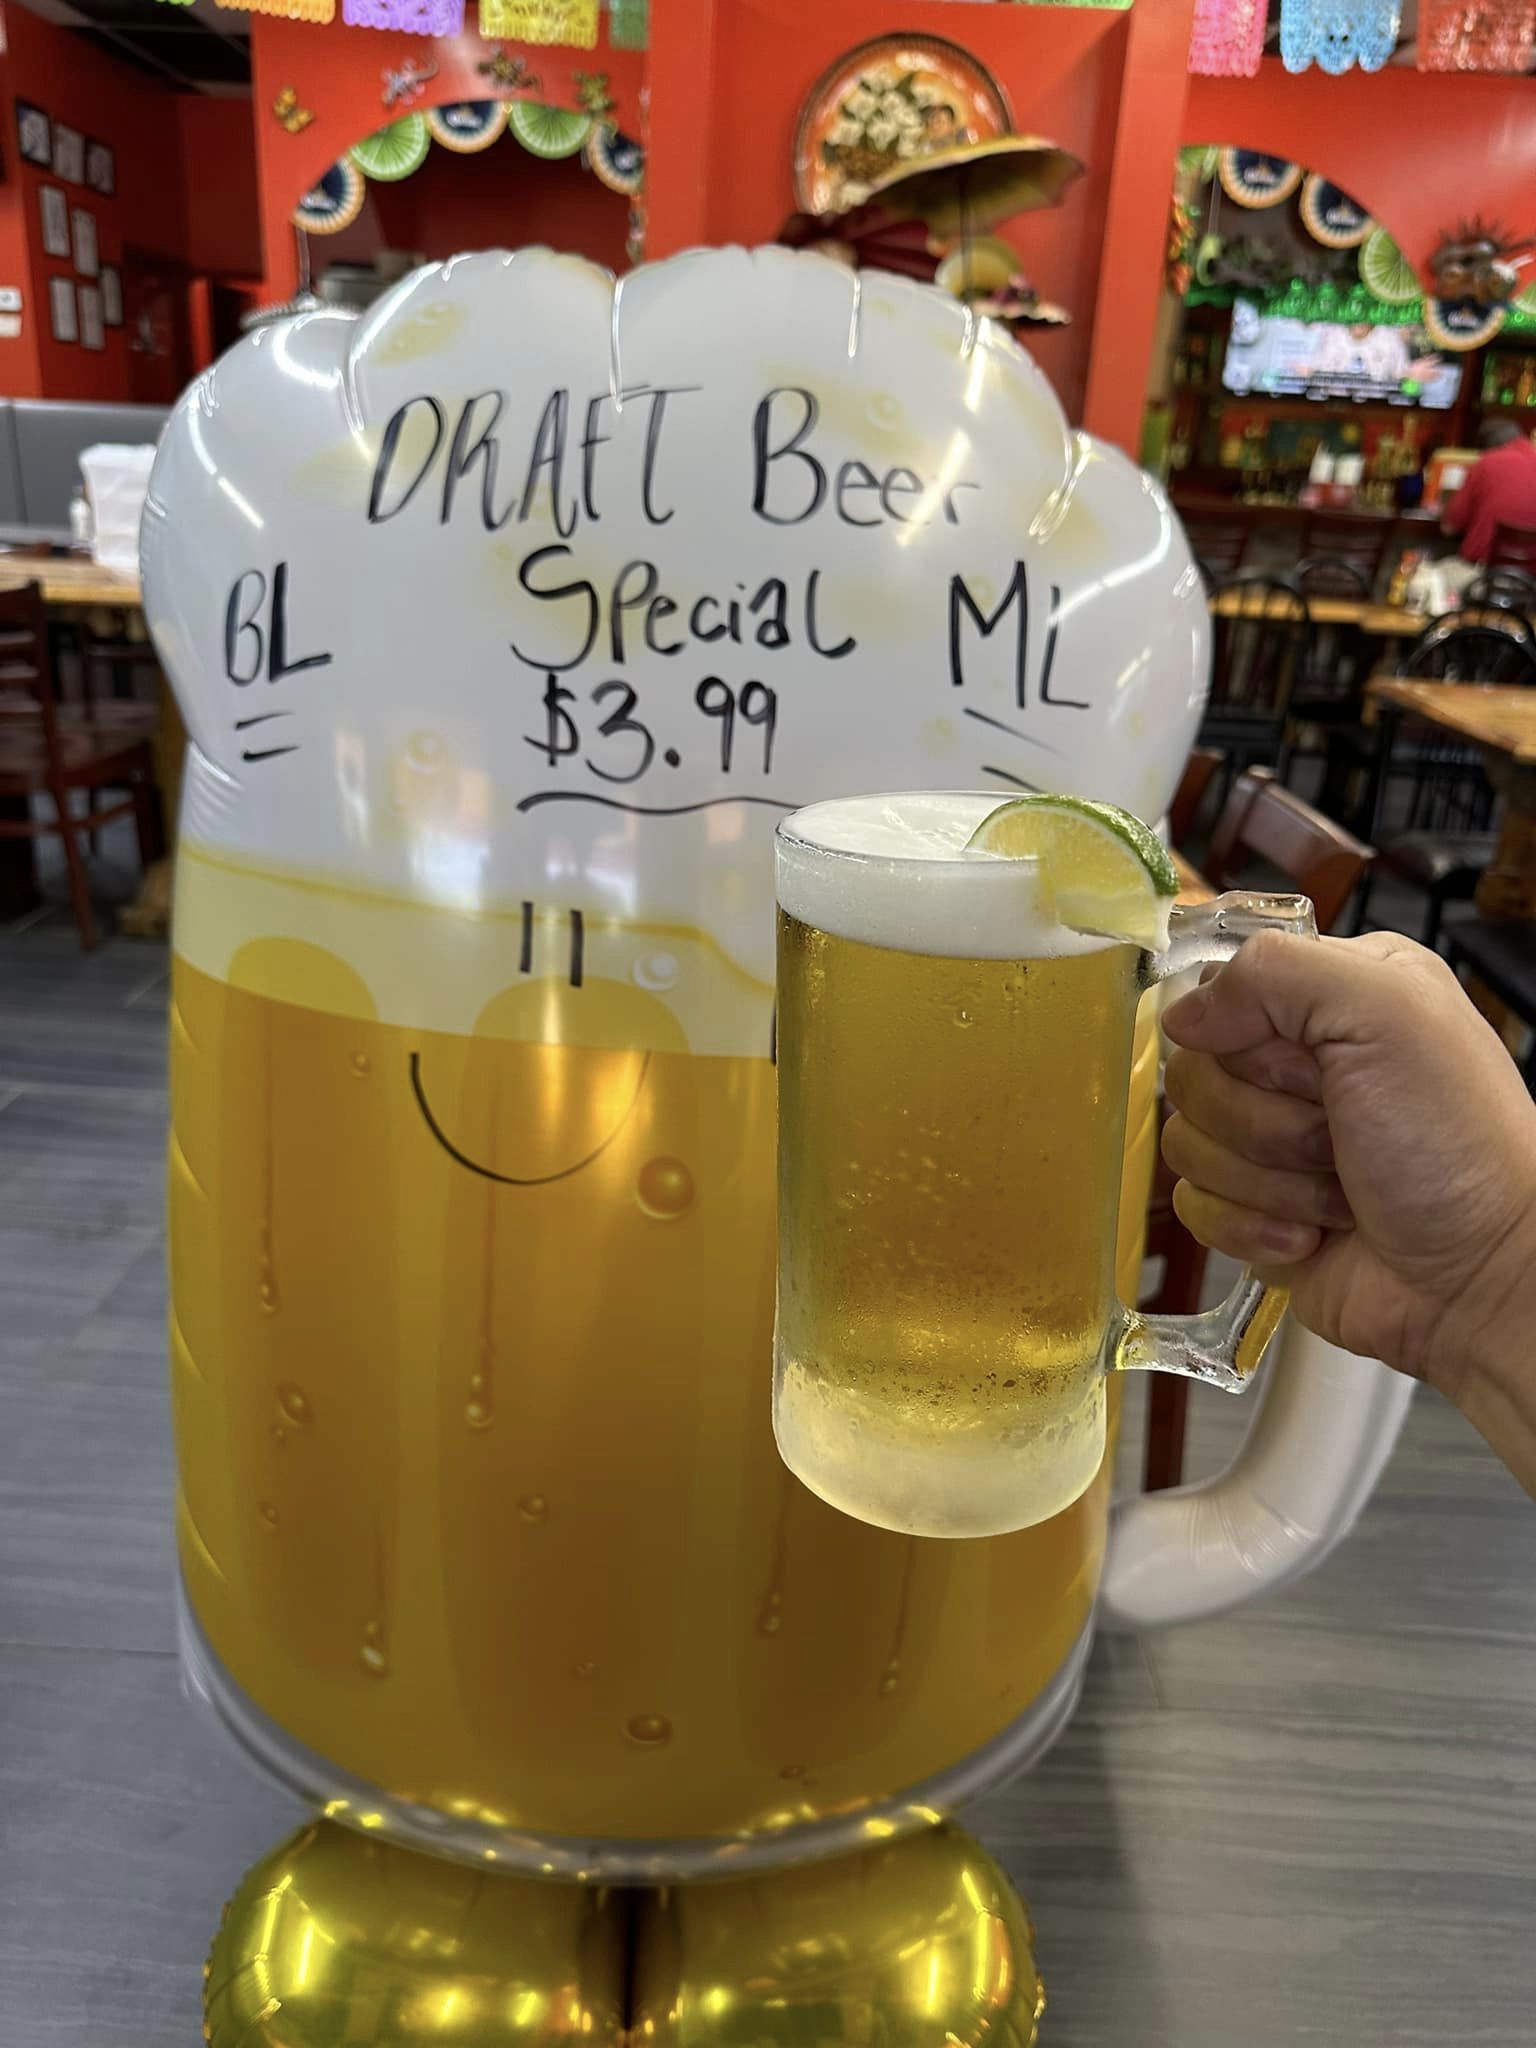 DRAFT Beer
BL Special ML
$3.99